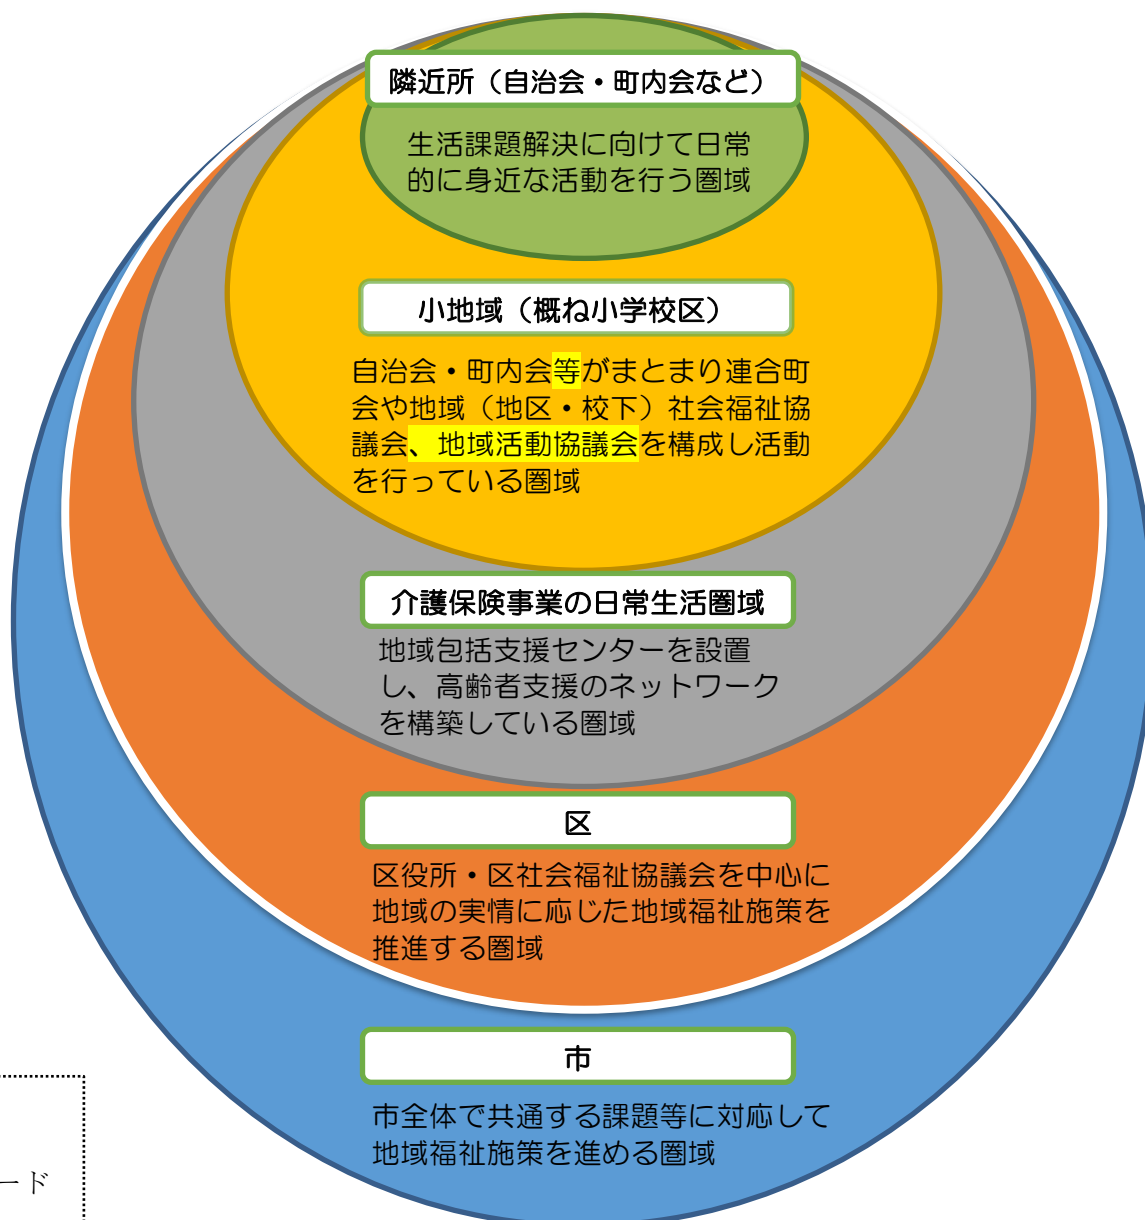 隣近所（自治会・町内会など）
生活課題解決に向けて日常
的に身近な活動を行う圏域
小地域（概ね小学校区）
自治会・町内会等がまとまり連合町
会や地域（地区・校下）社会福祉協
議会、地域活動協議会を構成し活動
を行っている圏域
介護保険事業の日常生活圏域
地域包括支援センターを設置
し、高齢者支援のネットワーク
を構築している圏域
区
区役所・区社会福祉協議会を中心に
地域の実情に応じた地域福祉施策を
推進する圏域
市
市全体で共通する課題等に対応して
地域福祉施策を進める圏域
ード